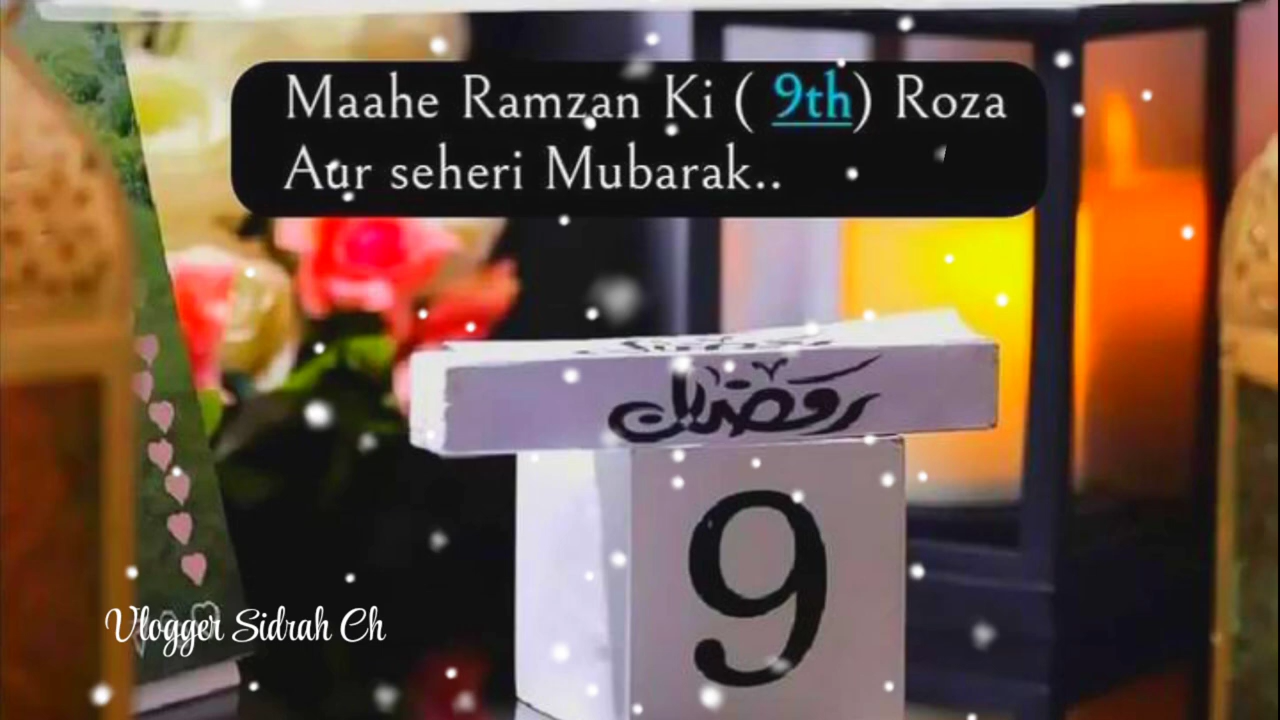 Maahe Ramzan Ki ( 9th) Roza
Aur seheri Mubarak..
رمضان
9
Vlogger Sidrah Ch